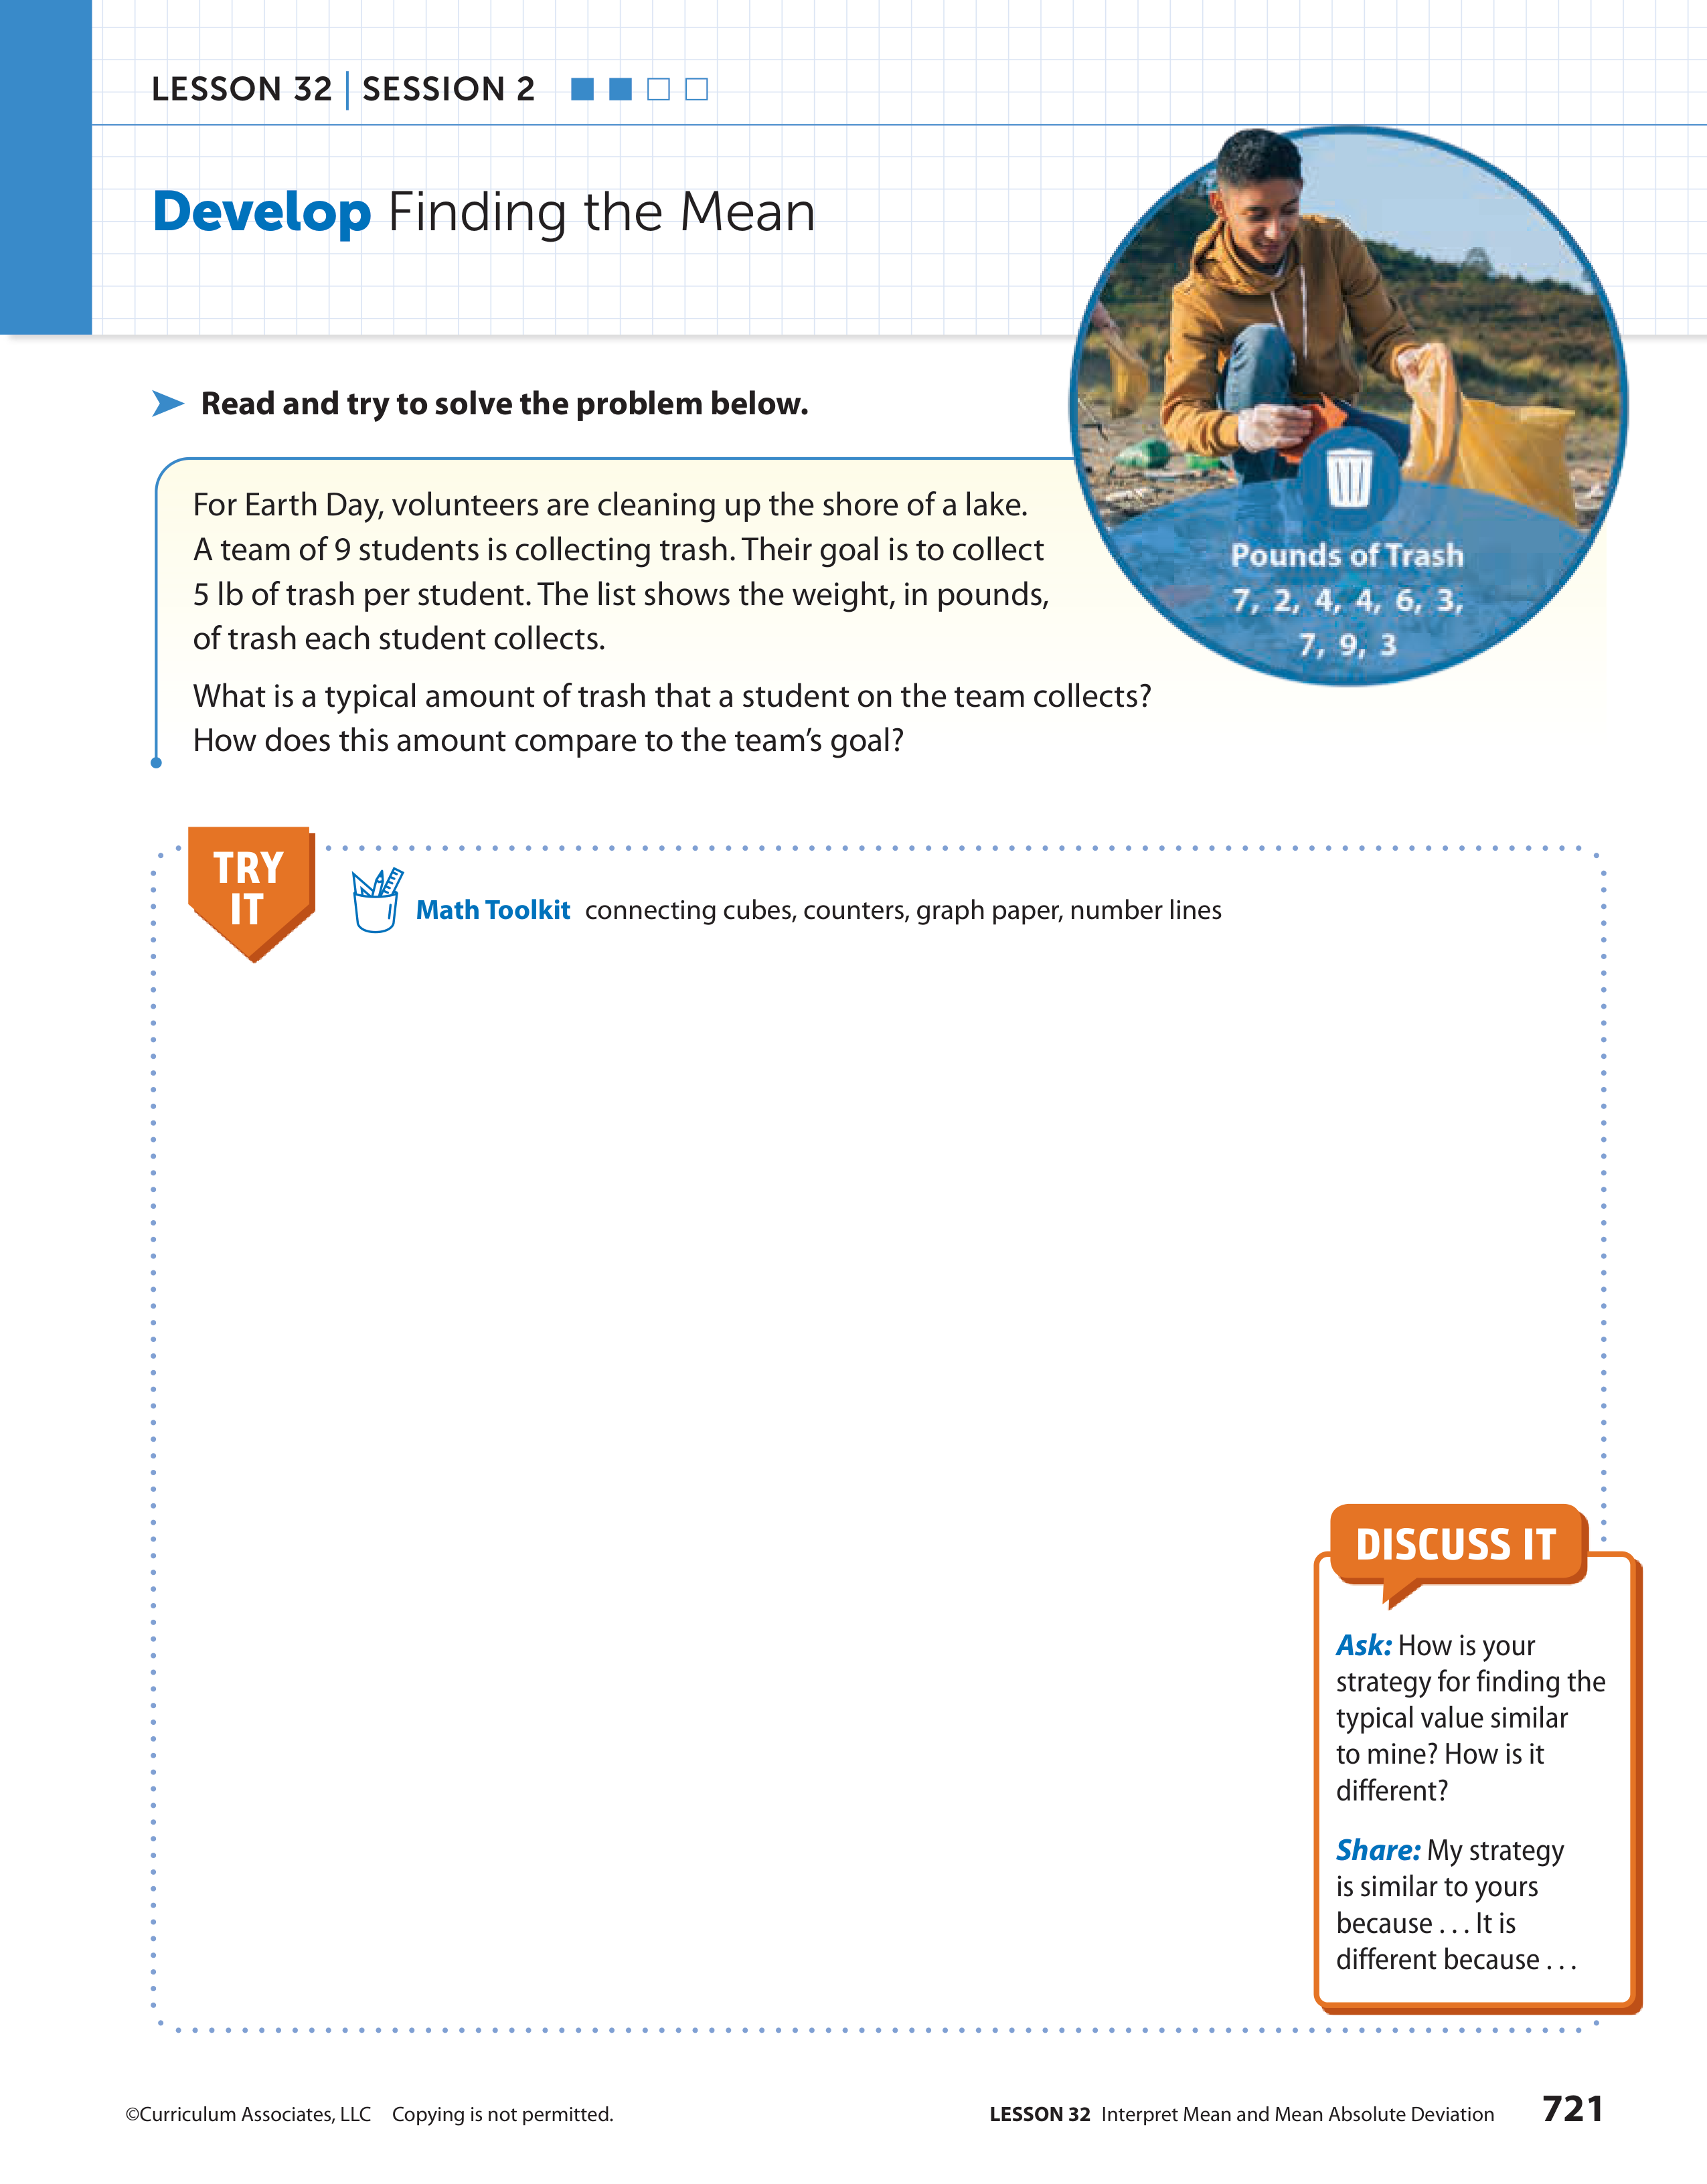 LESSON 32 | SESSION 2
Develop Finding the Mean
Read and try to solve the problem below.
For Earth Day, volunteers are cleaning up the shore of a lake.
A team of 9 students is collecting trash. Their goal is to collect
5 lb of trash per student. The list shows the weight, in pounds,
of trash each student collects.
What is a typical amount of trash that a student on the team collects?
How does this amount compare to the team's goal?
Pounds of Trash
7, 2, 4, 4, 6, 3,
7, 9, 3
TRY
IT
Math Toolkit connecting cubes, counters, graph paper, number lines
DISCUSS IT
Ask: How is your
strategy for finding the
typical value similar
to mine? How is it
different?
Share: My strategy
is similar to yours
because . . . It is
different because . . .
©Curriculum Associates, LLC Copying is not permitted.
LESSON 32 Interpret Mean and Mean Absolute Deviation 721